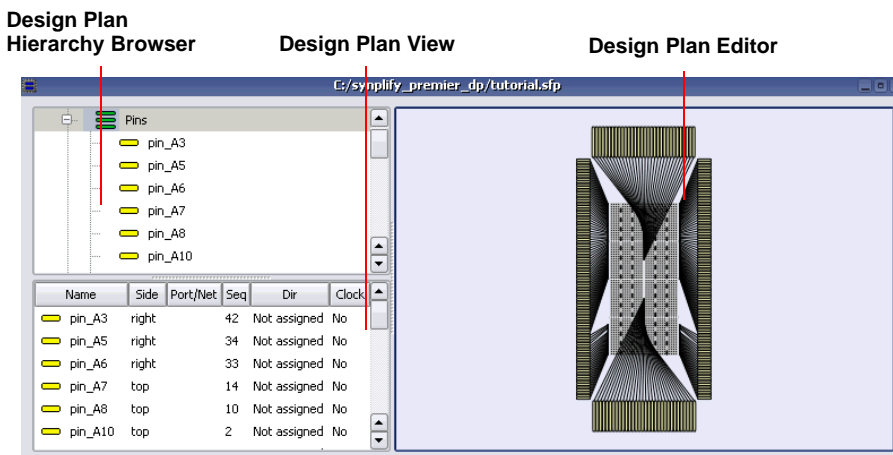 Design Plan
Hierarchy Browser
Design Plan View
Design Plan Editor
C:/synplify_premier_dp/tutorial.sfp
Pins
pin_A3
pin_A5
pin_A6
pin_A7
pin_A8
pin_A10
Name Side Port/Net Seq Dir Clock
pin_A3 right 42 Not assigned No
pin_A5 right 34 Not assigned No
pin_A6 right 33 Not assigned No
pin_A7 top 14 Not assigned No
pin_A8 top 10 Not assigned No
pin_A10 top 2 Not assigned No